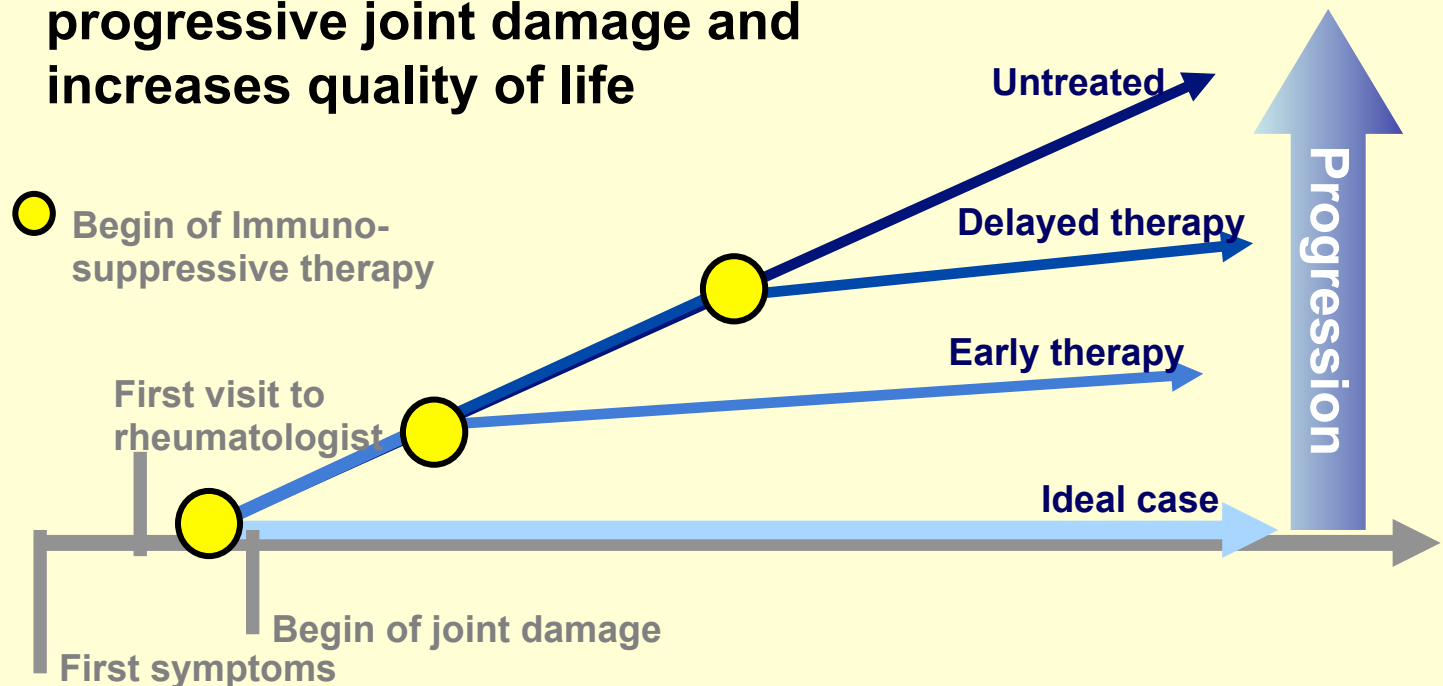 progressive joint damage and
increases quality of life
Untreated
Begin of Immuno-
suppressive therapy
Delayed therapy
Progression
Early therapy
First visit to
rheumatologist
Ideal case
Begin of joint damage
First symptoms